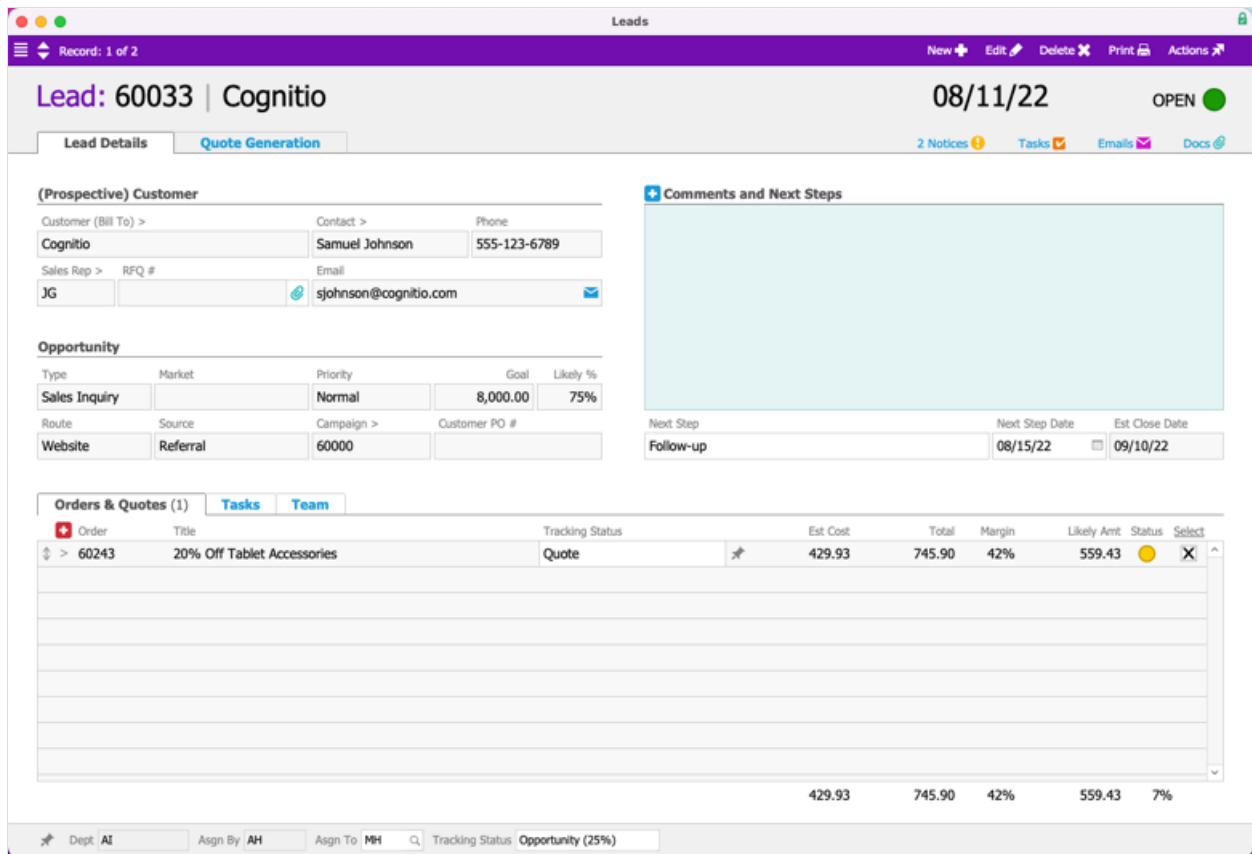 Leads
Record: 1 of 2 New Edit Delete Print Actions
Lead: 60033 | Cognitio 08/11/22 OPEN
Lead Details Quote Generation 2 Notices Tasks Emails Docs
(Prospective) Customer Comments and Next Steps
Customer (Bill To) > Contact > Phone
Cognitio Samuel Johnson 555-123-6789
Sales Rep > RFQ # Email
JG sjohnson@cognitio.com
Opportunity
Type Market Priority Goal Likely %
Sales Inquiry Normal 8,000.00 75%
Route Source Campaign > Customer PO # Next Step Next Step Date Est Close Date
Website Referral 60000 Follow-up 08/15/22 09/10/22
Orders & Quotes (1) Tasks Team
Order Title Tracking Status Est Cost Total Margin Likely Amt Status Select
> 60243 20% Off Tablet Accessories Quote 429.93 745.90 42% 559.43 X
429.93 745.90 42% 559.43 7%
Dept AI Asgn By AH Asgn To MH Tracking Status Opportunity (25%)